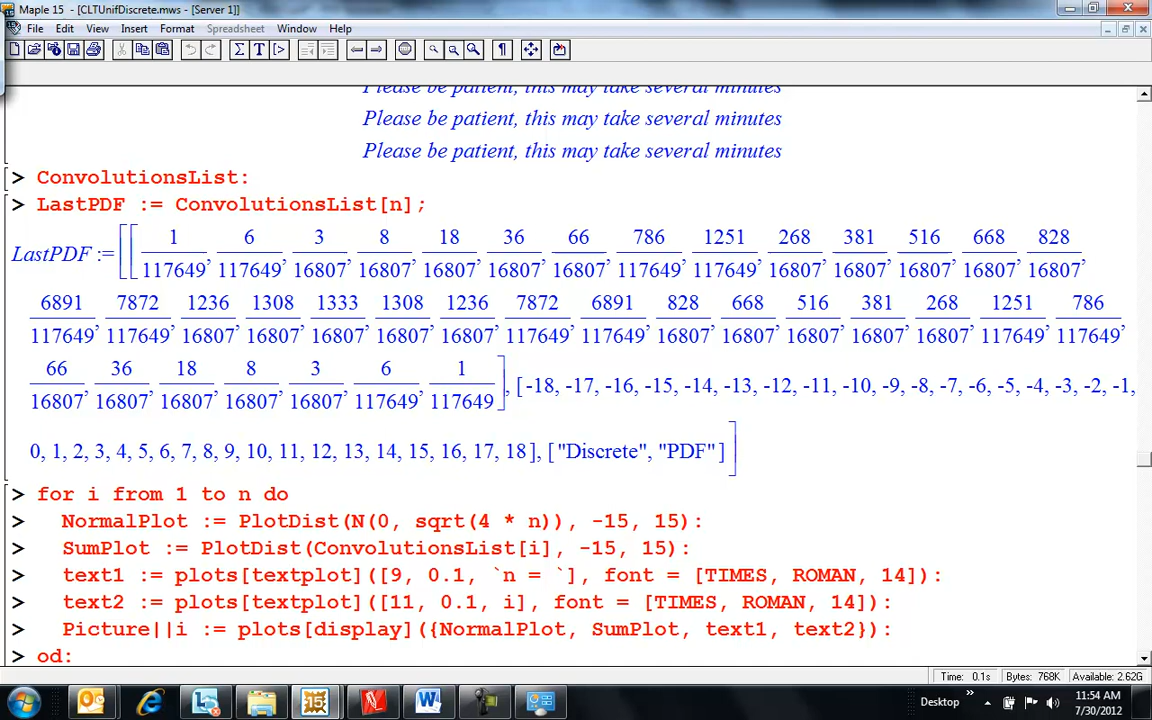 Maple 15 - [CLTUnifDiscrete.mws - [Server 1]]
File Edit View Insert Format Spreadsheet Window Help
Please be patient, this may take several minutes
Please be patient, this may take several minutes
Please be patient, this may take several minutes
> ConvolutionsList:
> LastPDF := ConvolutionsList[n];
LastPDF := [[1/117649, 6/117649, 3/16807, 8/16807, 18/16807, 36/16807, 66/16807, 786/117649, 1251/117649, 268/16807, 381/16807, 516/16807, 668/16807, 828/16807,
6891/117649, 7872/117649, 1236/16807, 1308/16807, 1333/16807, 1308/16807, 1236/16807, 7872/117649, 6891/117649, 828/16807, 668/16807, 516/16807, 381/16807, 268/16807, 1251/117649, 786/117649,
66/16807, 36/16807, 18/16807, 8/16807, 3/16807, 6/117649, 1/117649], [-18, -17, -16, -15, -14, -13, -12, -11, -10, -9, -8, -7, -6, -5, -4, -3, -2, -1,
0, 1, 2, 3, 4, 5, 6, 7, 8, 9, 10, 11, 12, 13, 14, 15, 16, 17, 18], ["Discrete", "PDF"]]
> for i from 1 to n do
> NormalPlot := PlotDist(N(0, sqrt(4 * n)), -15, 15):
> SumPlot := PlotDist(ConvolutionsList[i], -15, 15):
> text1 := plots[textplot]([9, 0.1, `n = `], font = [TIMES, ROMAN, 14]):
> text2 := plots[textplot]([11, 0.1, i], font = [TIMES, ROMAN, 14]):
> Picture||i := plots[display]({NormalPlot, SumPlot, text1, text2}):
> od:
Time: 0.1s Bytes: 768K Available: 2.62G
Desktop » 11:54 AM
7/30/2012